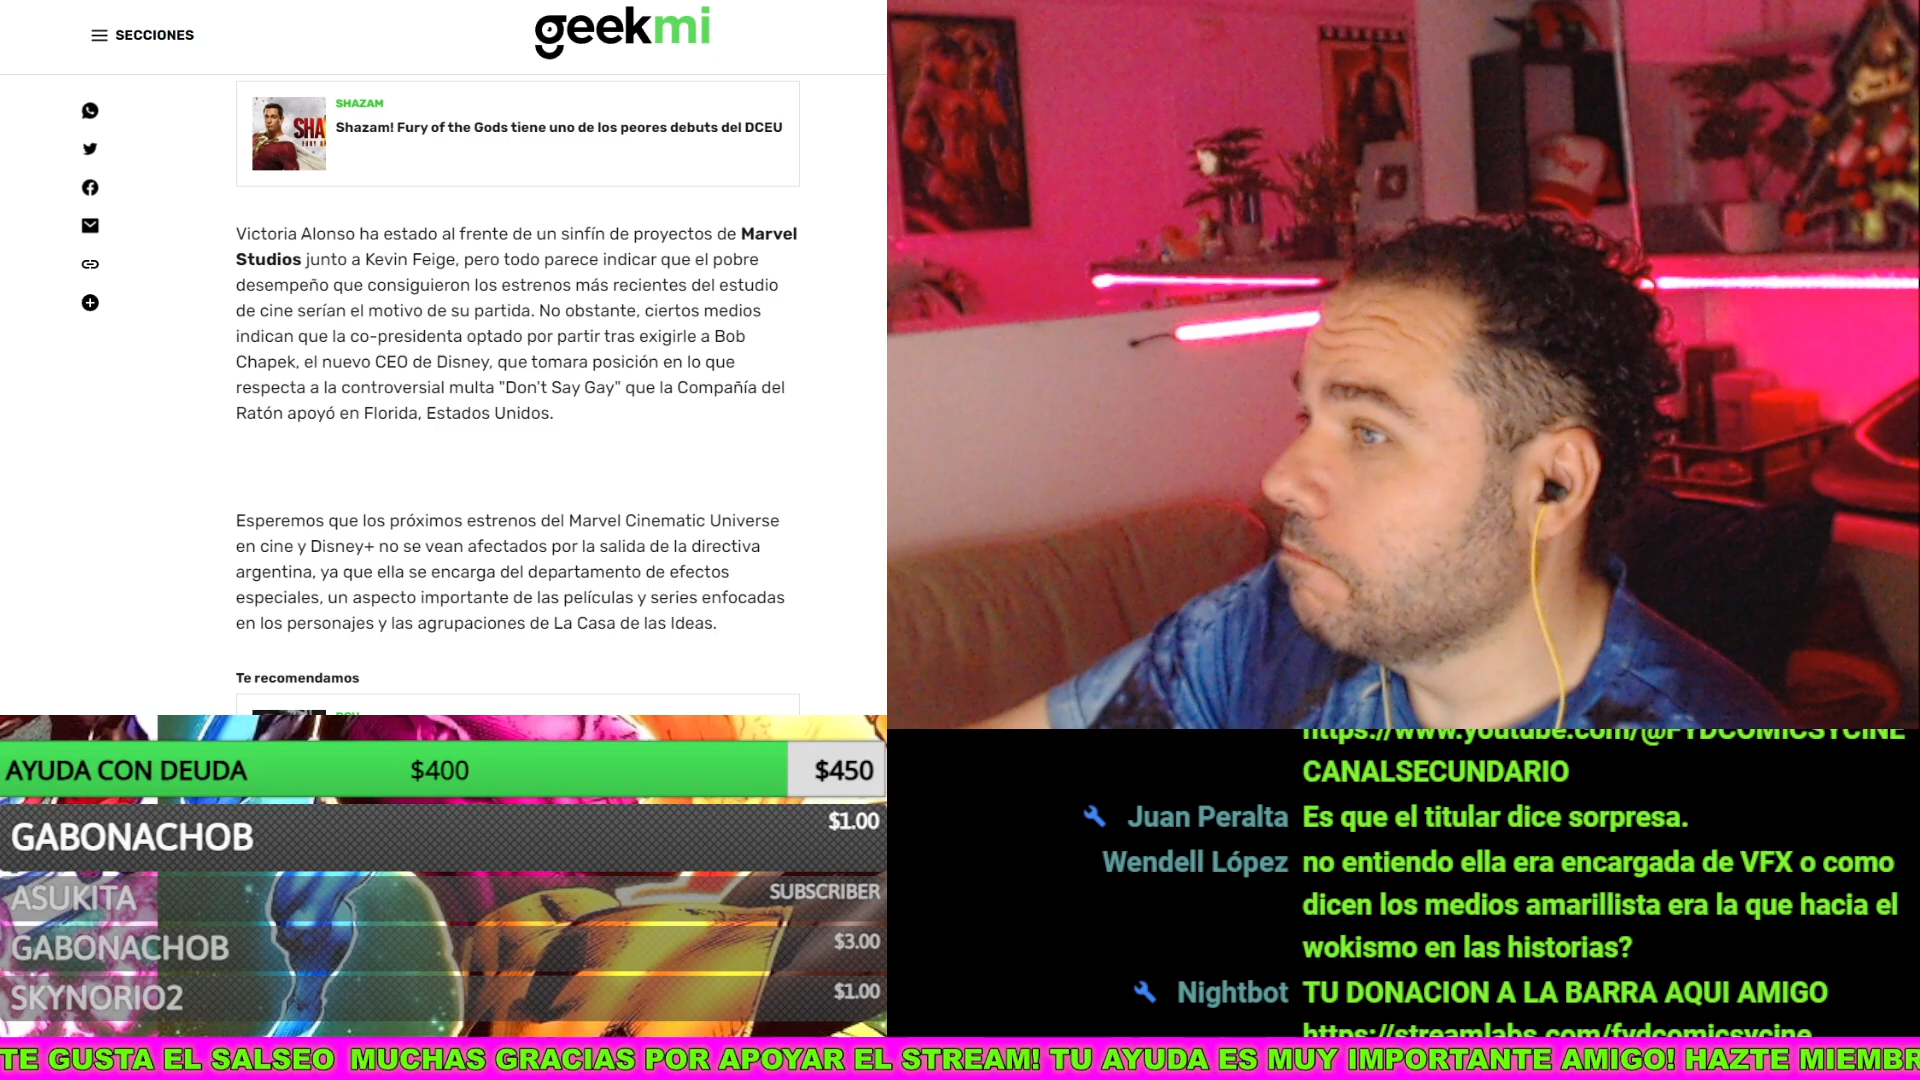 SECCIONES
geekmi
SHAZAM
Shazam! Fury of the Gods tiene uno de los peores debuts del DCEU
Victoria Alonso ha estado al frente de un sinfín de proyectos de Marvel
Studios junto a Kevin Feige, pero todo parece indicar que el pobre
desempeño que consiguieron los estrenos más recientes del estudio
de cine serían el motivo de su partida. No obstante, ciertos medios
indican que la co-presidenta optado por partir tras exigirle a Bob
Chapek, el nuevo CEO de Disney, que tomara posición en lo que
respecta a la controversial multa "Don't Say Gay" que la Compañía del
Ratón apoyó en Florida, Estados Unidos.
Esperemos que los próximos estrenos del Marvel Cinematic Universe
en cine y Disney+ no se vean afectados por la salida de la directiva
argentina, ya que ella se encarga del departamento de efectos
especiales, un aspecto importante de las películas y series enfocadas
en los personajes y las agrupaciones de La Casa de las Ideas.
Te recomendamos
AYUDA CON DEUDA $400 $450
GABONACHOB $1.00
ASUKITA SUBSCRIBER
GABONACHOB $3.00
SKYNORIO2 $1.00
https://www.youtube.com/@FYDCOMICSYCINE
CANALSECUNDARIO
Juan Peralta Es que el titular dice sorpresa.
Wendell López no entiendo ella era encargada de VFX o como
dicen los medios amarillista era la que hacia el
wokismo en las historias?
Nightbot TU DONACION A LA BARRA AQUI AMIGO
https://streamlabs.com/fydcomicsycine
TE GUSTA EL SALSEO MUCHAS GRACIAS POR APOYAR EL STREAM! TU AYUDA ES MUY IMPORTANTE AMIGO! HAZTE MIEMBR